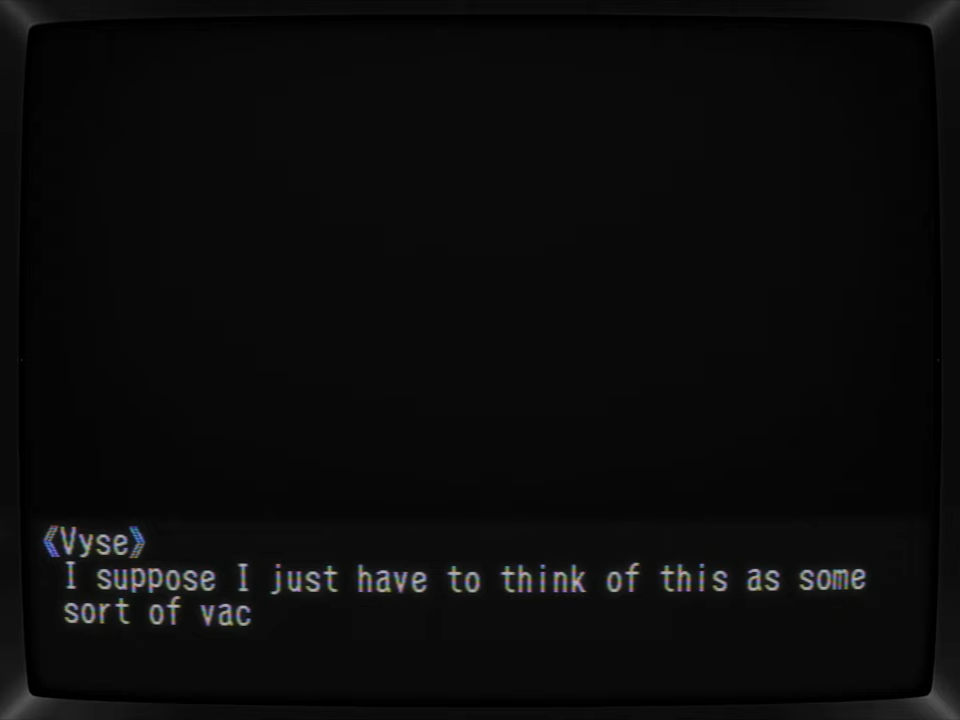 《Vyse》
I suppose I just have to think of this as some
sort of vac